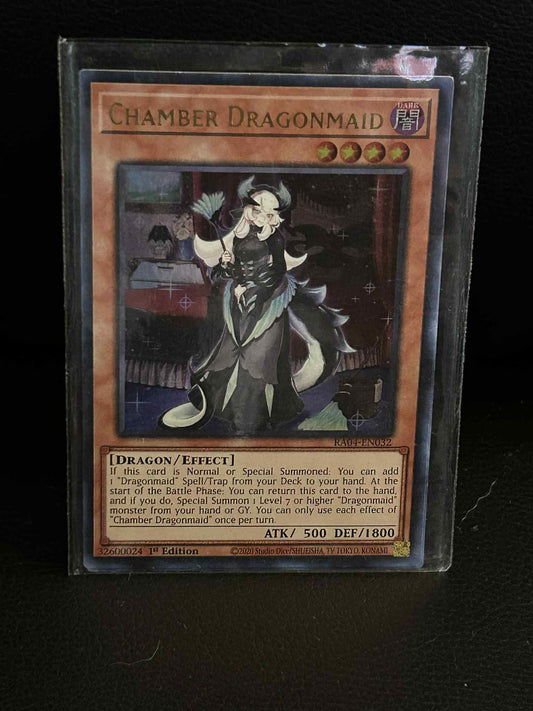 CHAMBER DRAGONMAID
DARK
闇
RA04-EN032
[DRAGON/EFFECT]
If this card is Normal or Special Summoned: You can add
1 "Dragonmaid" Spell/Trap from your Deck to your hand. At the
start of the Battle Phase: You can return this card to the hand,
and if you do, Special Summon 1 Level 7 or higher "Dragonmaid"
monster from your hand or GY. You can only use each effect of
"Chamber Dragonmaid" once per turn.
ATK/ 500 DEF/1800
32600024 1st Edition ©2020 Studio Dice/SHUEISHA, TV TOKYO, KONAMI